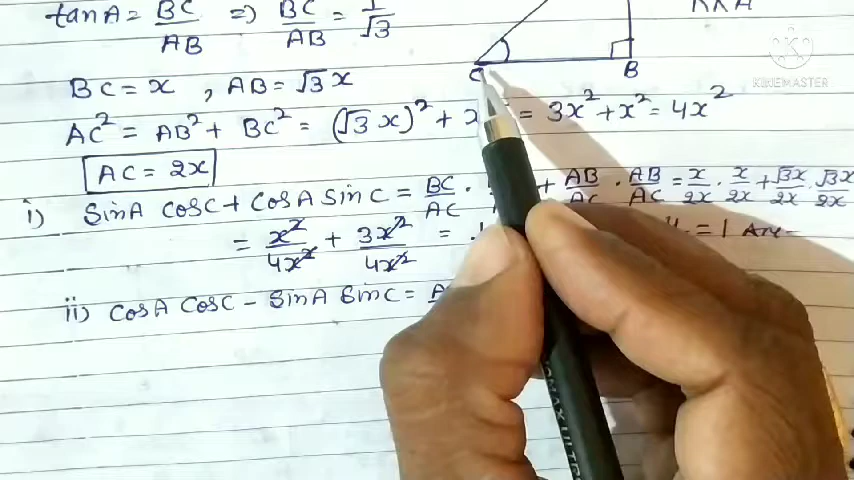 tan A = BC/AB ⇒ BC/AB = 1/√3
C B
BC = x , AB = √3 x
AC² = AB² + BC² = (√3 x)² + = 3x² + x² = 4x²
AC = 2x
i) Sin A Cos C + Cos A Sin C = BC/AC · + AB/AC · AB/AC = x/2x · x/2x + √3x/2x · √3x/2x
= x²/4x² + 3x²/4x² = = 1 Ans
ii) Cos A Cos C - Sin A Sin C =
KINEMASTER